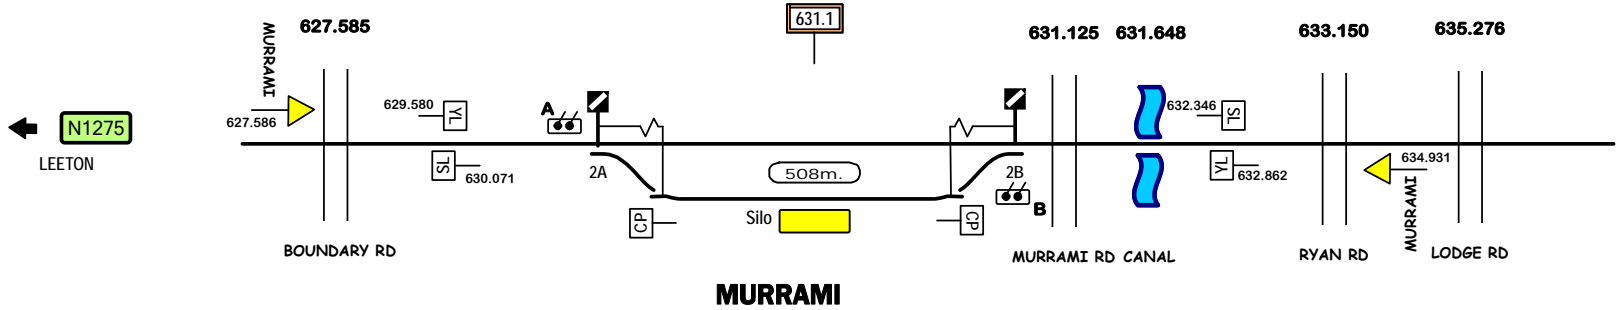 631.1
627.585
631.125
631.648
633.150
635.276
MURRAMI
627.586
629.580
YL
A
632.346
SL
N1275
LEETON
SL
630.071
2A
508m.
2B
B
YL
632.862
634.931
MURRAMI
CP
Silo
CP
BOUNDARY RD
MURRAMI RD
CANAL
RYAN RD
LODGE RD
MURRAMI